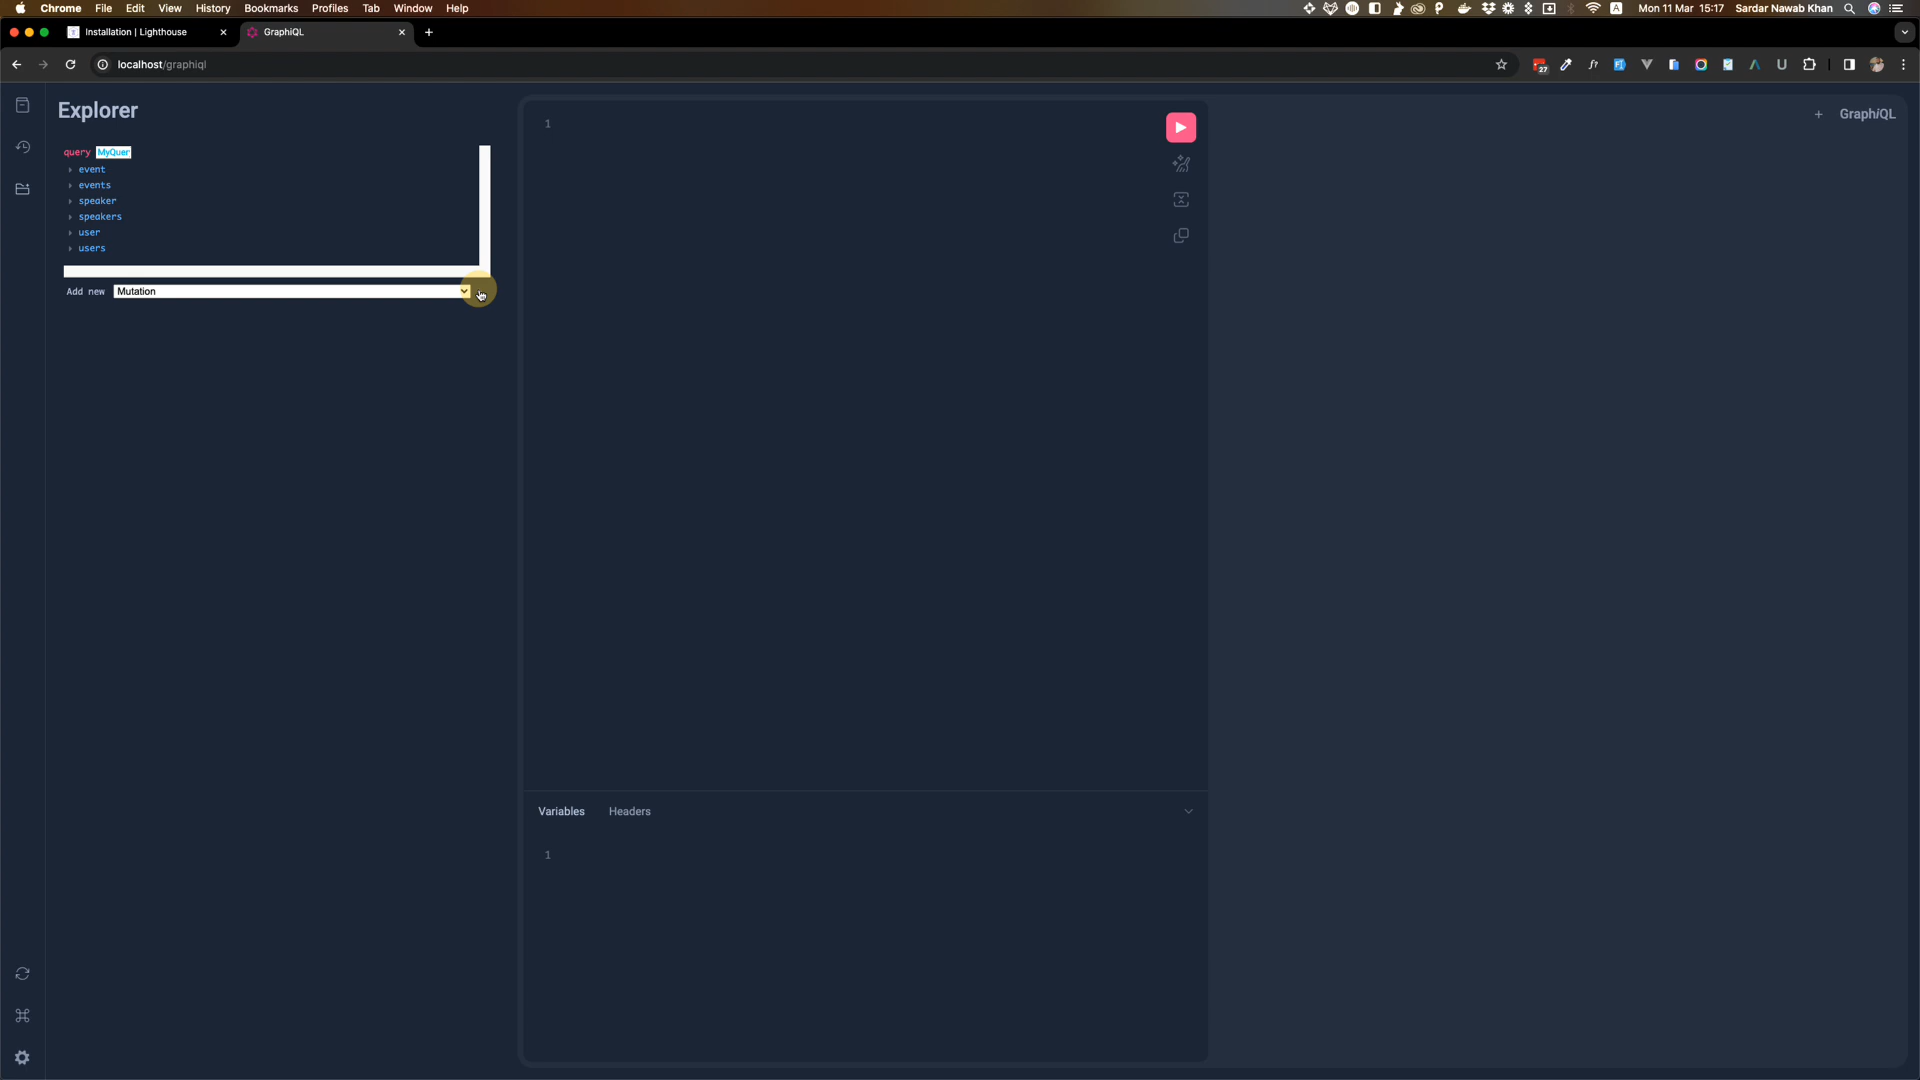 Chrome File Edit View History Bookmarks Profiles Tab Window Help
Mon 11 Mar 15:17 Sardar Nawab Khan
Installation | Lighthouse
GraphiQL
localhost/graphiql
27
f?
Explorer
GraphiQL
1
query MyQuer
event
events
speaker
speakers
user
users
Add new Mutation
Variables Headers
1